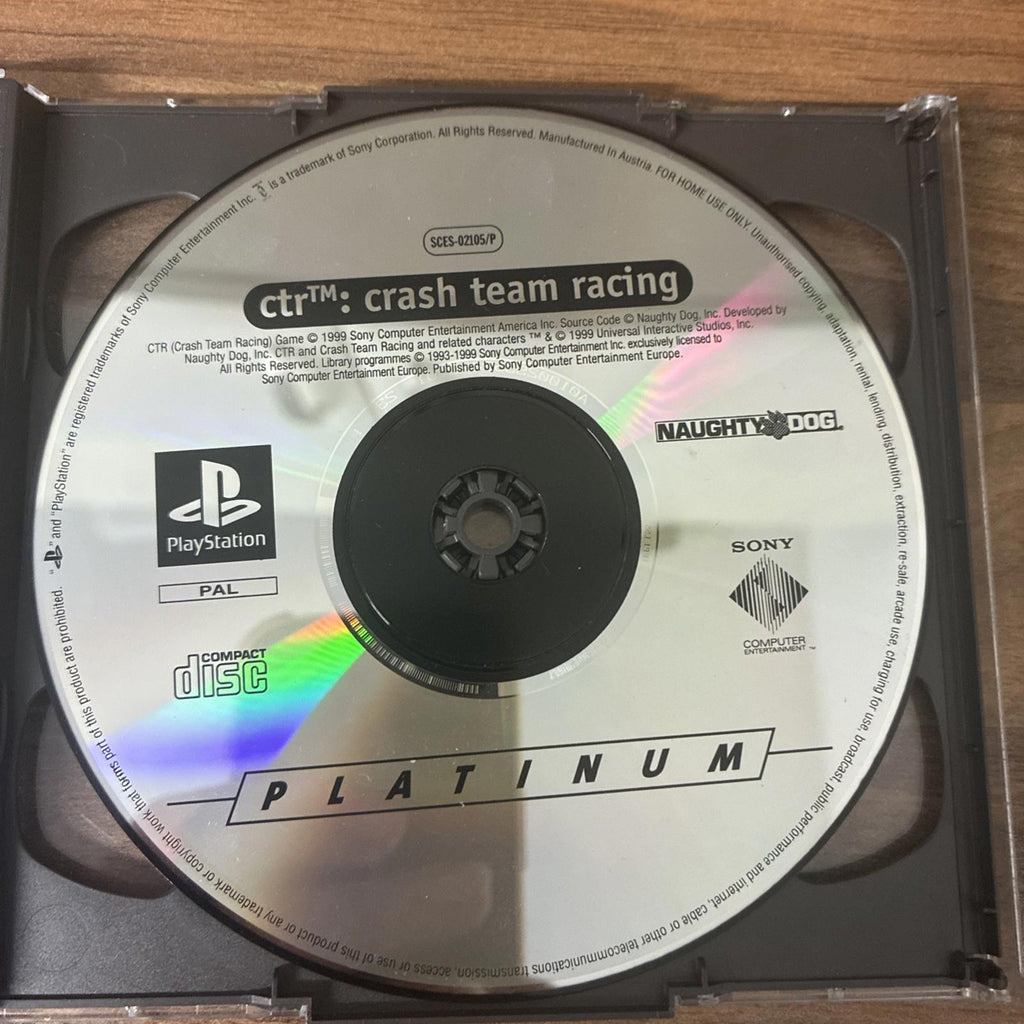 SCES-02105/P
ctr™: crash team racing
CTR (Crash Team Racing) Game © 1999 Sony Computer Entertainment America Inc. Source Code © Naughty Dog, Inc. Developed by
Naughty Dog, Inc. CTR and Crash Team Racing and related characters ™ & © 1999 Universal Interactive Studios, Inc.
All Rights Reserved. Library programmes © 1993-1999 Sony Computer Entertainment Inc. exclusively licensed to
Sony Computer Entertainment Europe. Published by Sony Computer Entertainment Europe.
NAUGHTY DOG
PlayStation
PAL
SONY
COMPUTER
ENTERTAINMENT ™
COMPACT
disc
PLATINUM
" " and "PlayStation" are registered trademarks of Sony Computer Entertainment Inc. is a trademark of Sony Corporation. All Rights Reserved. Manufactured in Austria. FOR HOME USE ONLY. Unauthorised copying, adaptation, rental, lending, distribution, extraction, re-sale, arcade use, charging for use, broadcast, public performance and internet, cable or other telecommunications transmission, access or use of this product or any trademark or copyright work that forms part of this product are prohibited.